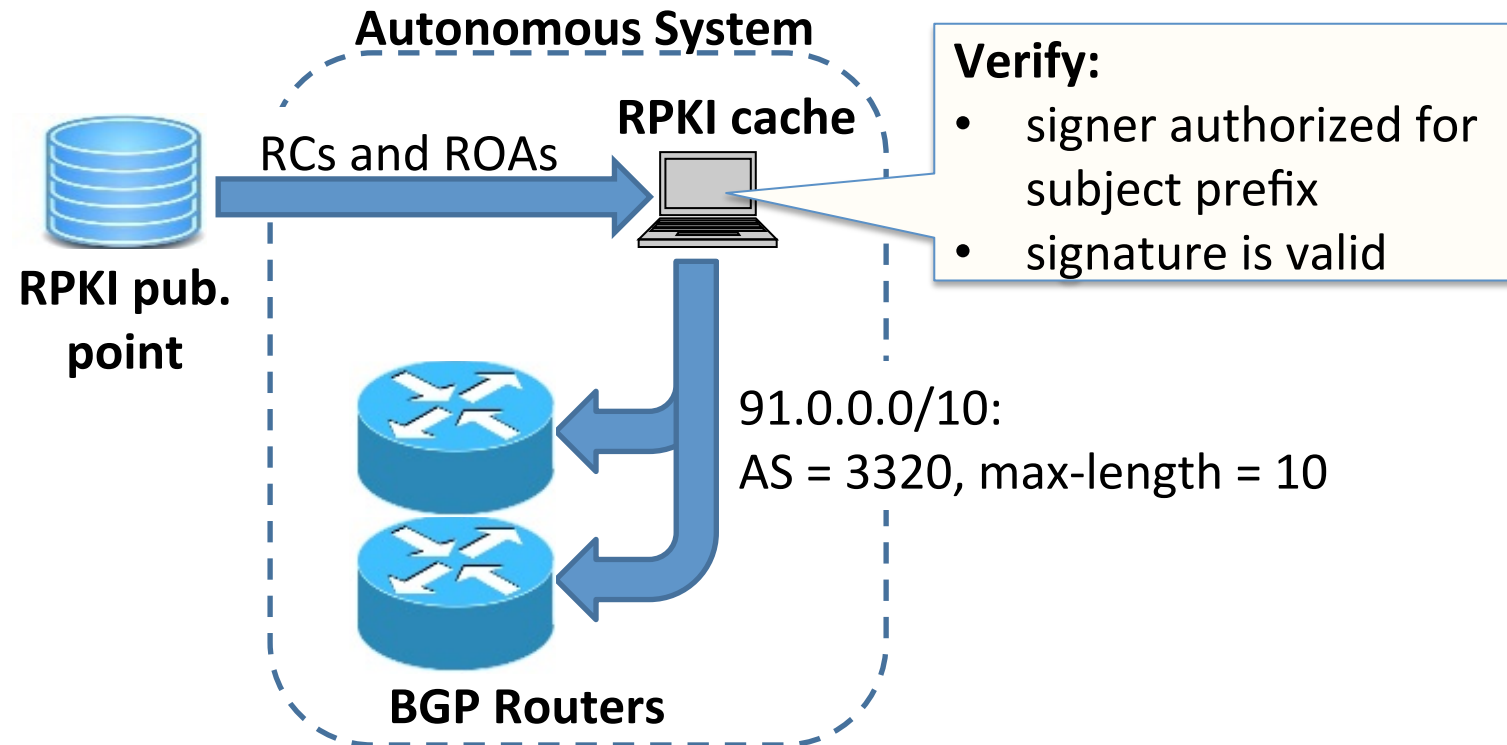 Autonomous System
Verify:
• signer authorized for
subject prefix
• signature is valid
RPKI cache
RCs and ROAs
RPKI pub.
point
91.0.0.0/10:
AS = 3320, max-length = 10
BGP Routers